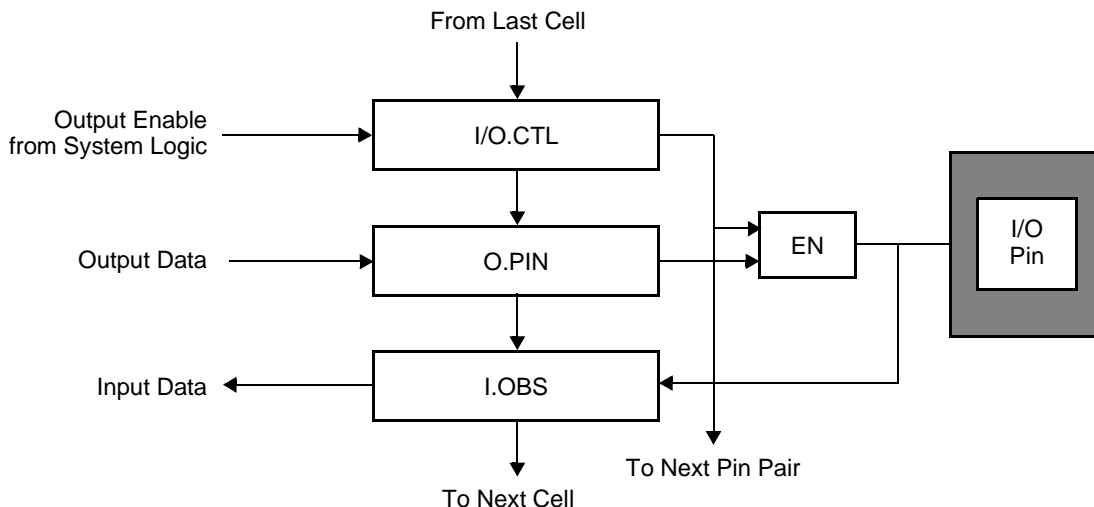 From Last Cell
Output Enable
from System Logic
I/O.CTL
Output Data
O.PIN
EN
I/O
Pin
Input Data
I.OBS
To Next Pin Pair
To Next Cell